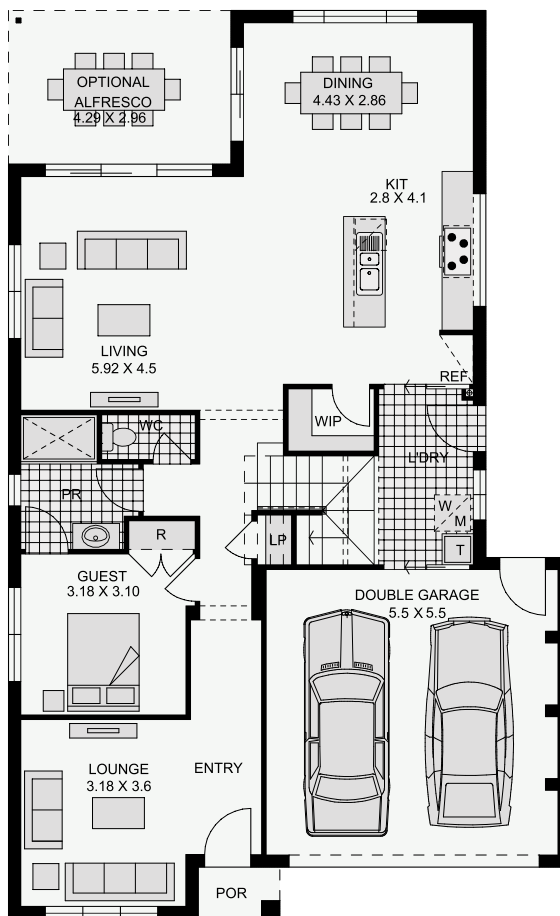 OPTIONAL
ALFRESCO
4.29 X 2.96
DINING
4.43 X 2.86
KIT
2.8 X 4.1
LIVING
5.92 X 4.5
REF
WC
WIP
L'DRY
PR
W
M
R
LP
T
GUEST
3.18 X 3.10
DOUBLE GARAGE
5.5 X 5.5
LOUNGE
3.18 X 3.6
ENTRY
POR